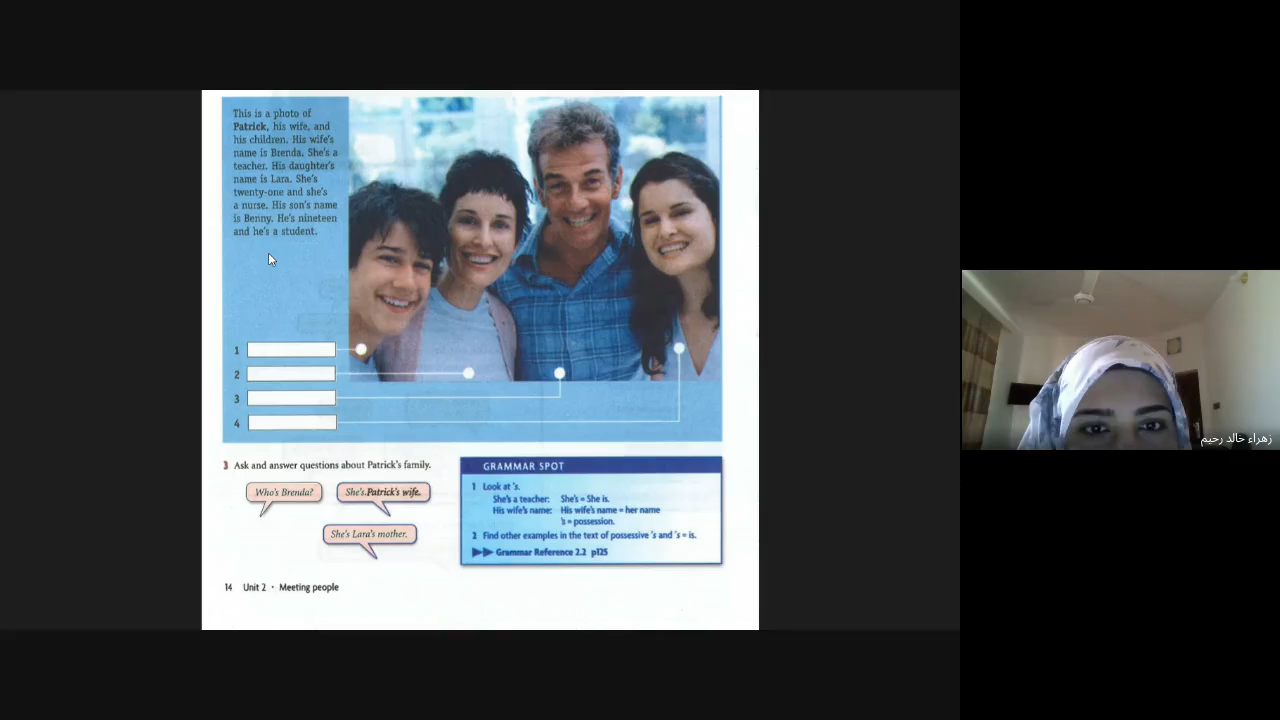 This is a photo of
Patrick, his wife, and
his children. His wife's
name is Brenda. She's a
teacher. His daughter's
name is Lara. She's
twenty-one and she's
a nurse. His son's name
is Benny. He's nineteen
and he's a student.
1
2
3
4
3 Ask and answer questions about Patrick's family.
Who's Brenda?
She's Patrick's wife.
She's Lara's mother.
GRAMMAR SPOT
1 Look at 's.
She's a teacher: She's = She is.
His wife's name: His wife's name = her name
's = possession.
2 Find other examples in the text of possessive 's and 's = is.
▶▶ Grammar Reference 2.2 p125
14 Unit 2 · Meeting people
زهراء خالد رحيم